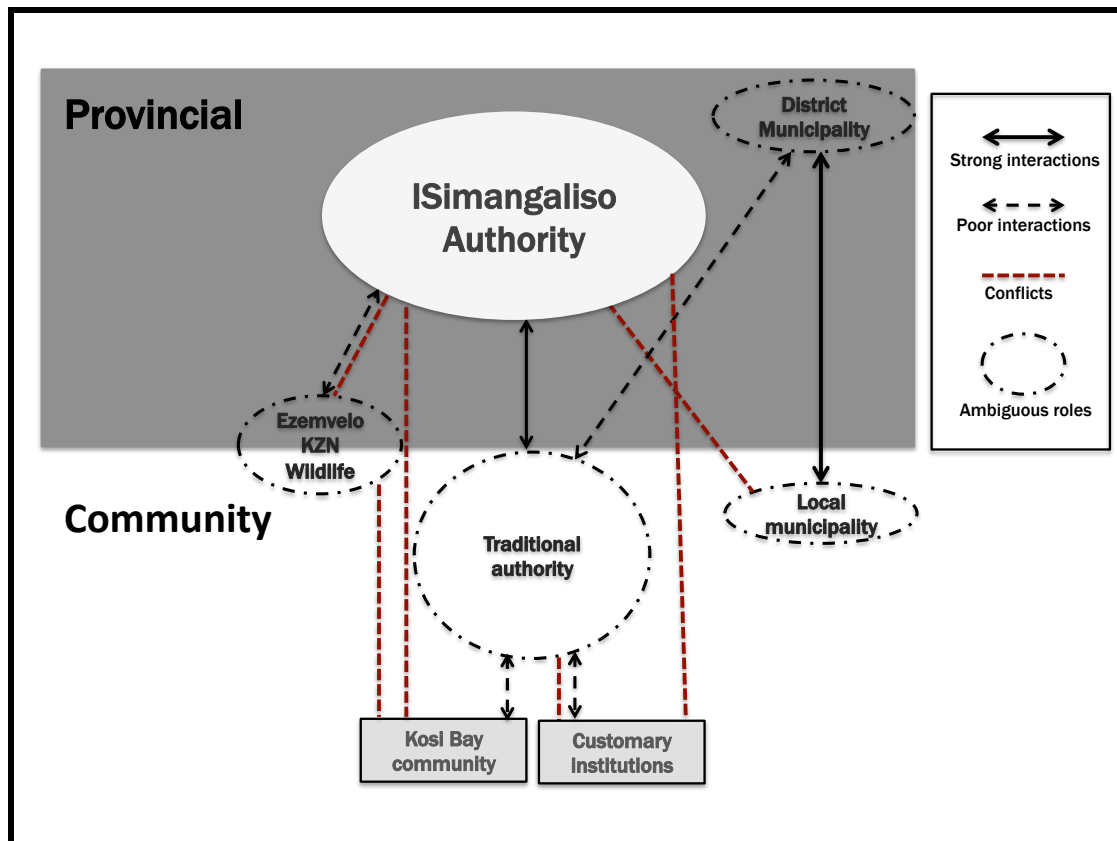 Provincial
District
Municipality
ISimangaliso
Authority
Strong interactions
Poor interactions
Conflicts
Ambiguous roles
Ezemvelo
KZN
Wildlife
Community
Local
municipality
Traditional
authority
Kosi Bay
community
Customary
institutions